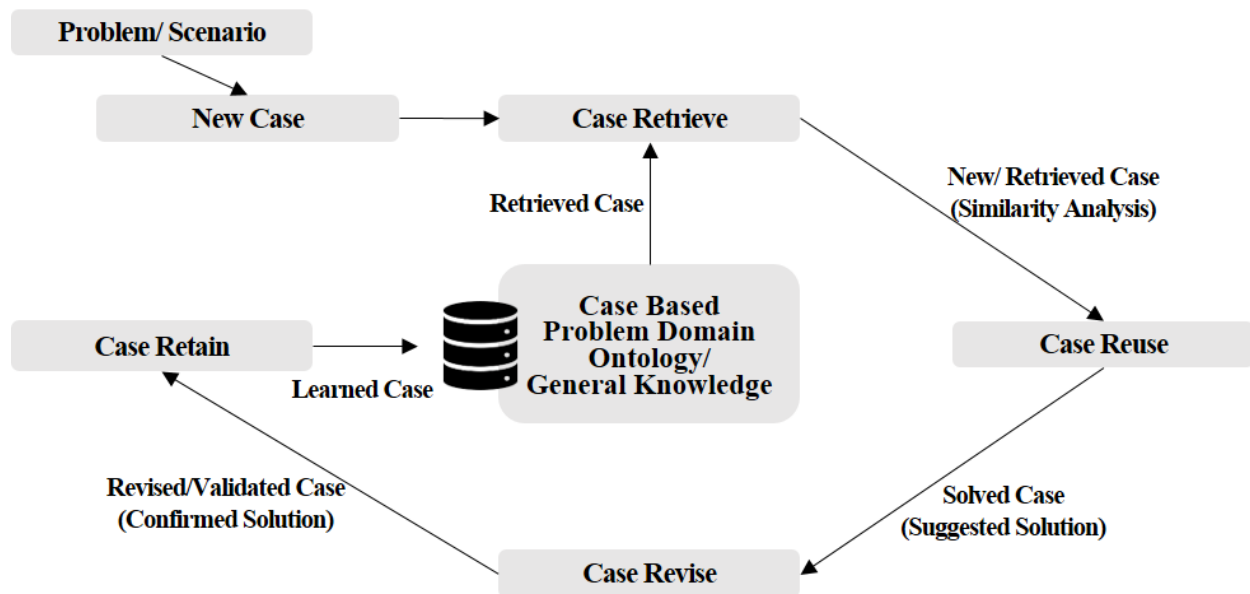 Problem/ Scenario
New Case
Case Retrieve
Retrieved Case
New/ Retrieved Case
(Similarity Analysis)
Case Based
Problem Domain
Ontology/
General Knowledge
Case Retain
Learned Case
Case Reuse
Revised/Validated Case
(Confirmed Solution)
Solved Case
(Suggested Solution)
Case Revise